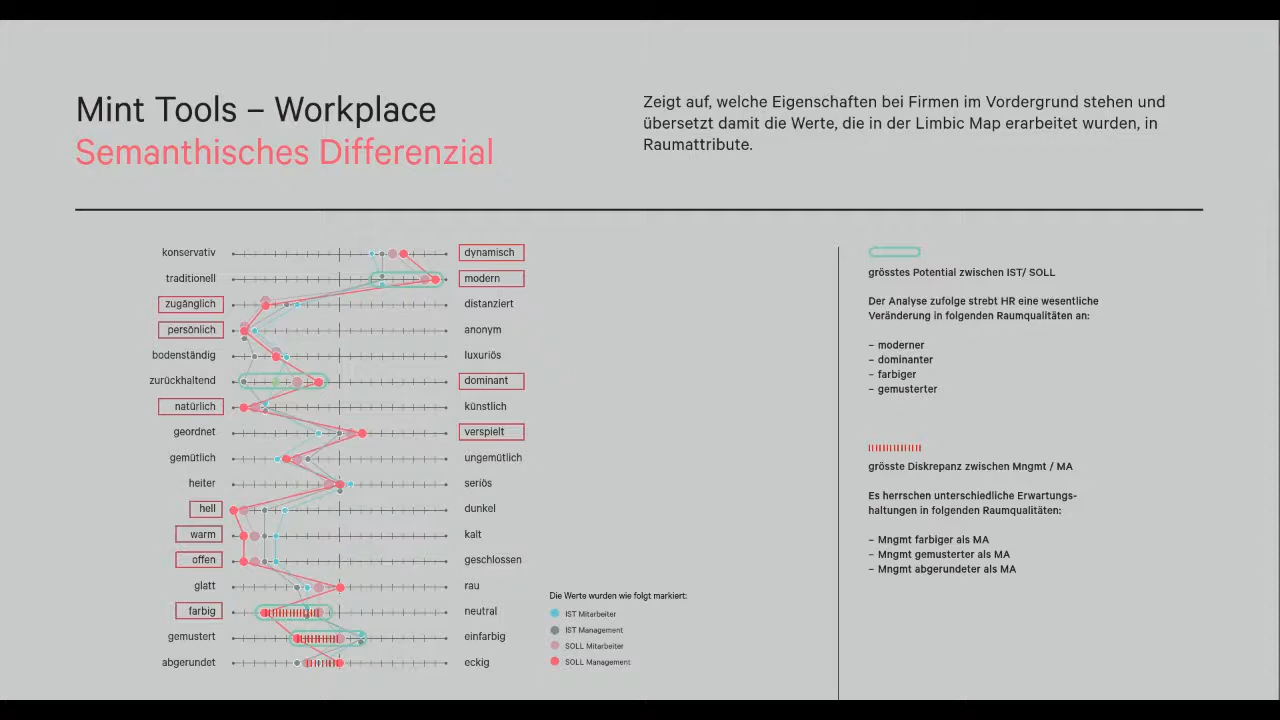 Mint Tools – Workplace
Semanthisches Differenzial
Zeigt auf, welche Eigenschaften bei Firmen im Vordergrund stehen und
übersetzt damit die Werte, die in der Limbic Map erarbeitet wurden, in
Raumattribute.
konservativ dynamisch
traditionell modern
zugänglich distanziert
persönlich anonym
bodenständig luxuriös
zurückhaltend dominant
natürlich künstlich
geordnet verspielt
gemütlich ungemütlich
heiter seriös
hell dunkel
warm kalt
offen geschlossen
glatt rau
farbig neutral
gemustert einfarbig
abgerundet eckig
Die Werte wurden wie folgt markiert:
IST Mitarbeiter
IST Management
SOLL Mitarbeiter
SOLL Management
grösstes Potential zwischen IST/ SOLL
Der Analyse zufolge strebt HR eine wesentliche
Veränderung in folgenden Raumqualitäten an:
– moderner
– dominanter
– farbiger
– gemusterter
grösste Diskrepanz zwischen Mngmt / MA
Es herrschen unterschiedliche Erwartungs-
haltungen in folgenden Raumqualitäten:
– Mngmt farbiger als MA
– Mngmt gemusterter als MA
– Mngmt abgerundeter als MA